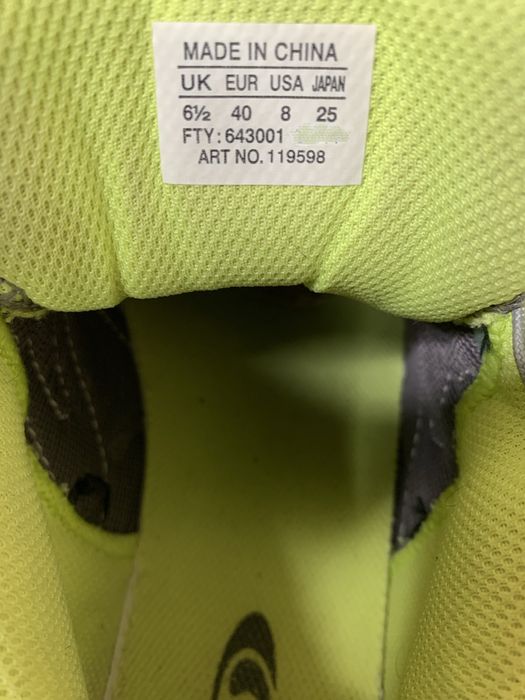 MADE IN CHINA
UK EUR USA JAPAN
6½ 40 8 25
FTY: 643001
ART NO. 119598